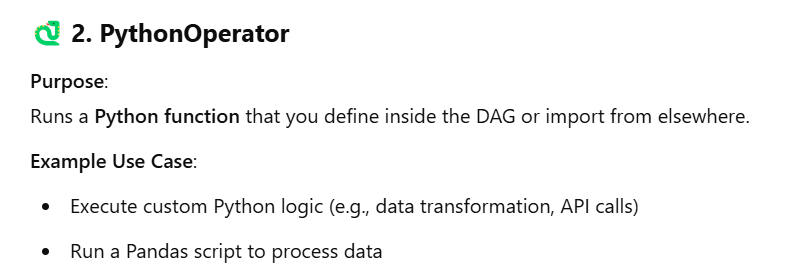 🐍 2. PythonOperator
Purpose:
Runs a Python function that you define inside the DAG or import from elsewhere.
Example Use Case:
• Execute custom Python logic (e.g., data transformation, API calls)
• Run a Pandas script to process data